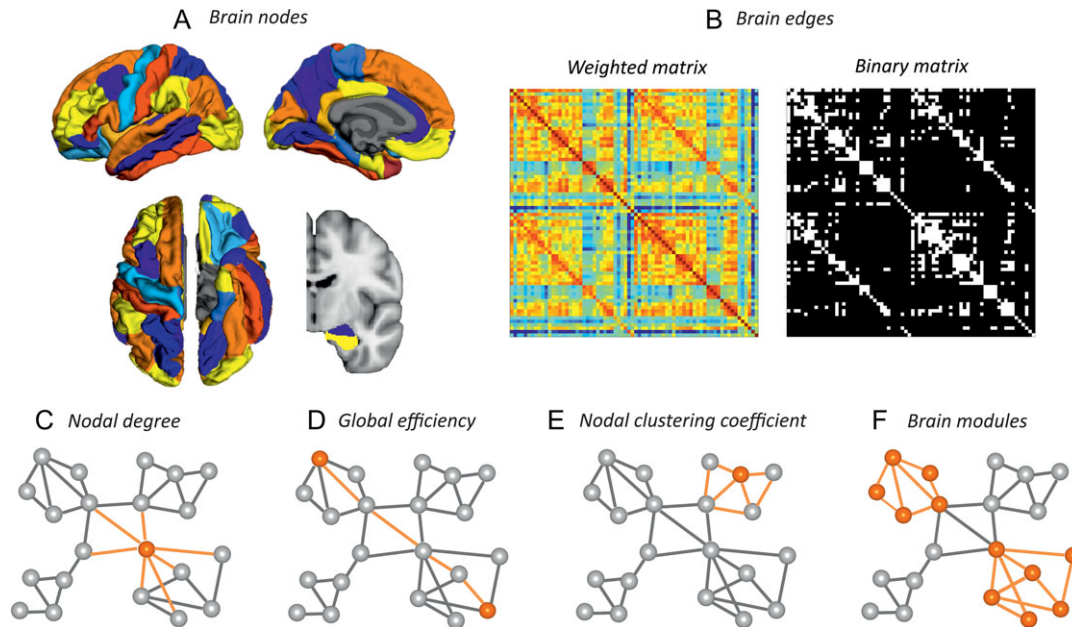 A Brain nodes
B Brain edges
Weighted matrix
Binary matrix
C Nodal degree
D Global efficiency
E Nodal clustering coefficient
F Brain modules